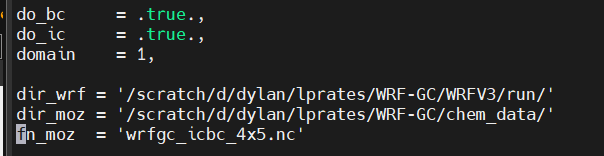 do_bc     = .true.,
do_ic     = .true.,
domain    = 1,
dir_wrf = '/scratch/d/dylan/lprates/WRF-GC/WRFV3/run/'
dir_moz = '/scratch/d/dylan/lprates/WRF-GC/chem_data/'
fn_moz  = 'wrfgc_icbc_4x5.nc'